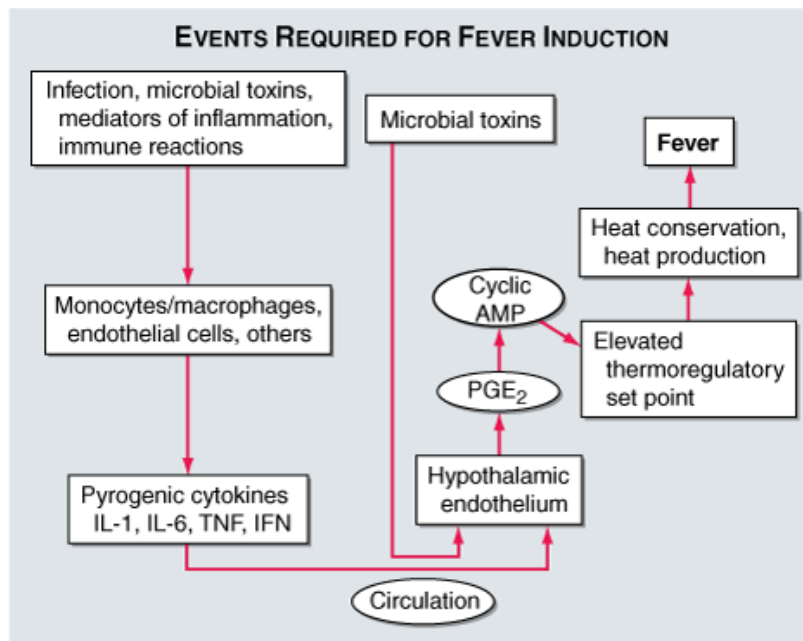 EVENTS REQUIRED FOR FEVER INDUCTION
Infection, microbial toxins,
mediators of inflammation,
immune reactions
Microbial toxins
Fever
Heat conservation,
heat production
Monocytes/macrophages,
endothelial cells, others
Cyclic
AMP
Elevated
thermoregulatory
set point
PGE2
Pyrogenic cytokines
IL-1, IL-6, TNF, IFN
Hypothalamic
endothelium
Circulation